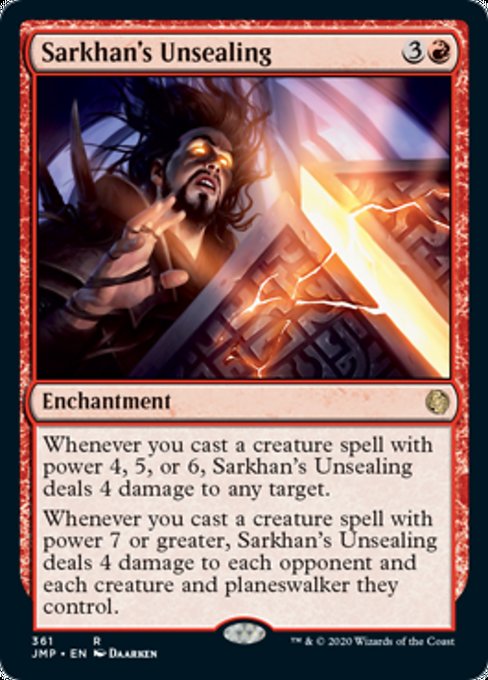 Sarkhan's Unsealing 3
Enchantment
Whenever you cast a creature spell with
power 4, 5, or 6, Sarkhan's Unsealing
deals 4 damage to any target.
Whenever you cast a creature spell with
power 7 or greater, Sarkhan's Unsealing
deals 4 damage to each opponent and
each creature and planeswalker they
control.
361 R ™ & © 2020 Wizards of the Coast
JMP • EN DAARKEN